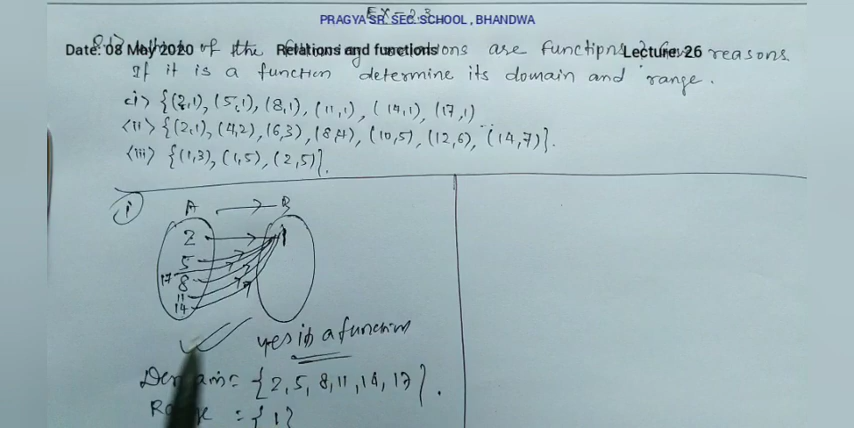 Ex - 2.3
PRAGYA SR. SEC. SCHOOL , BHANDWA
Date: 08 May 2020 Relations and functions Lecture: 26
of the relations are functions? reasons.
If it is a function determine its domain and range.
(i) {(2,1), (5,1), (8,1), (11,1), (14,1), (17,1)
(ii) {(2,1), (4,2), (6,3), (8,4), (10,5), (12,6), (14,7)}.
(iii) {(1,3), (1,5), (2,5)}.
(i)
A → B
2 1
5
17 8
11
14
yes is a function
Domain = {2, 5, 8, 11, 14, 17}.
Range = {1}